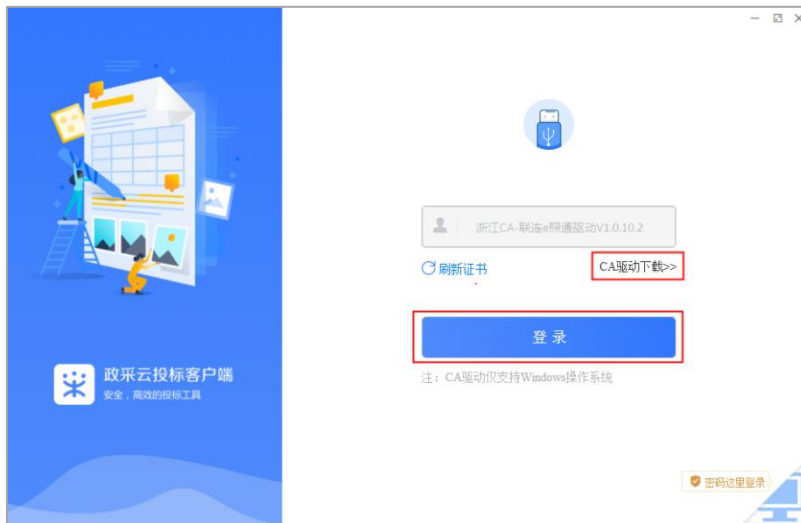 政采云投标客户端
安全，高效的投标工具
浙江CA-联连e照通驱动V1.0.10.2
刷新证书
CA驱动下载>>
登录
注：CA驱动仅支持Windows操作系统
密码这里登录